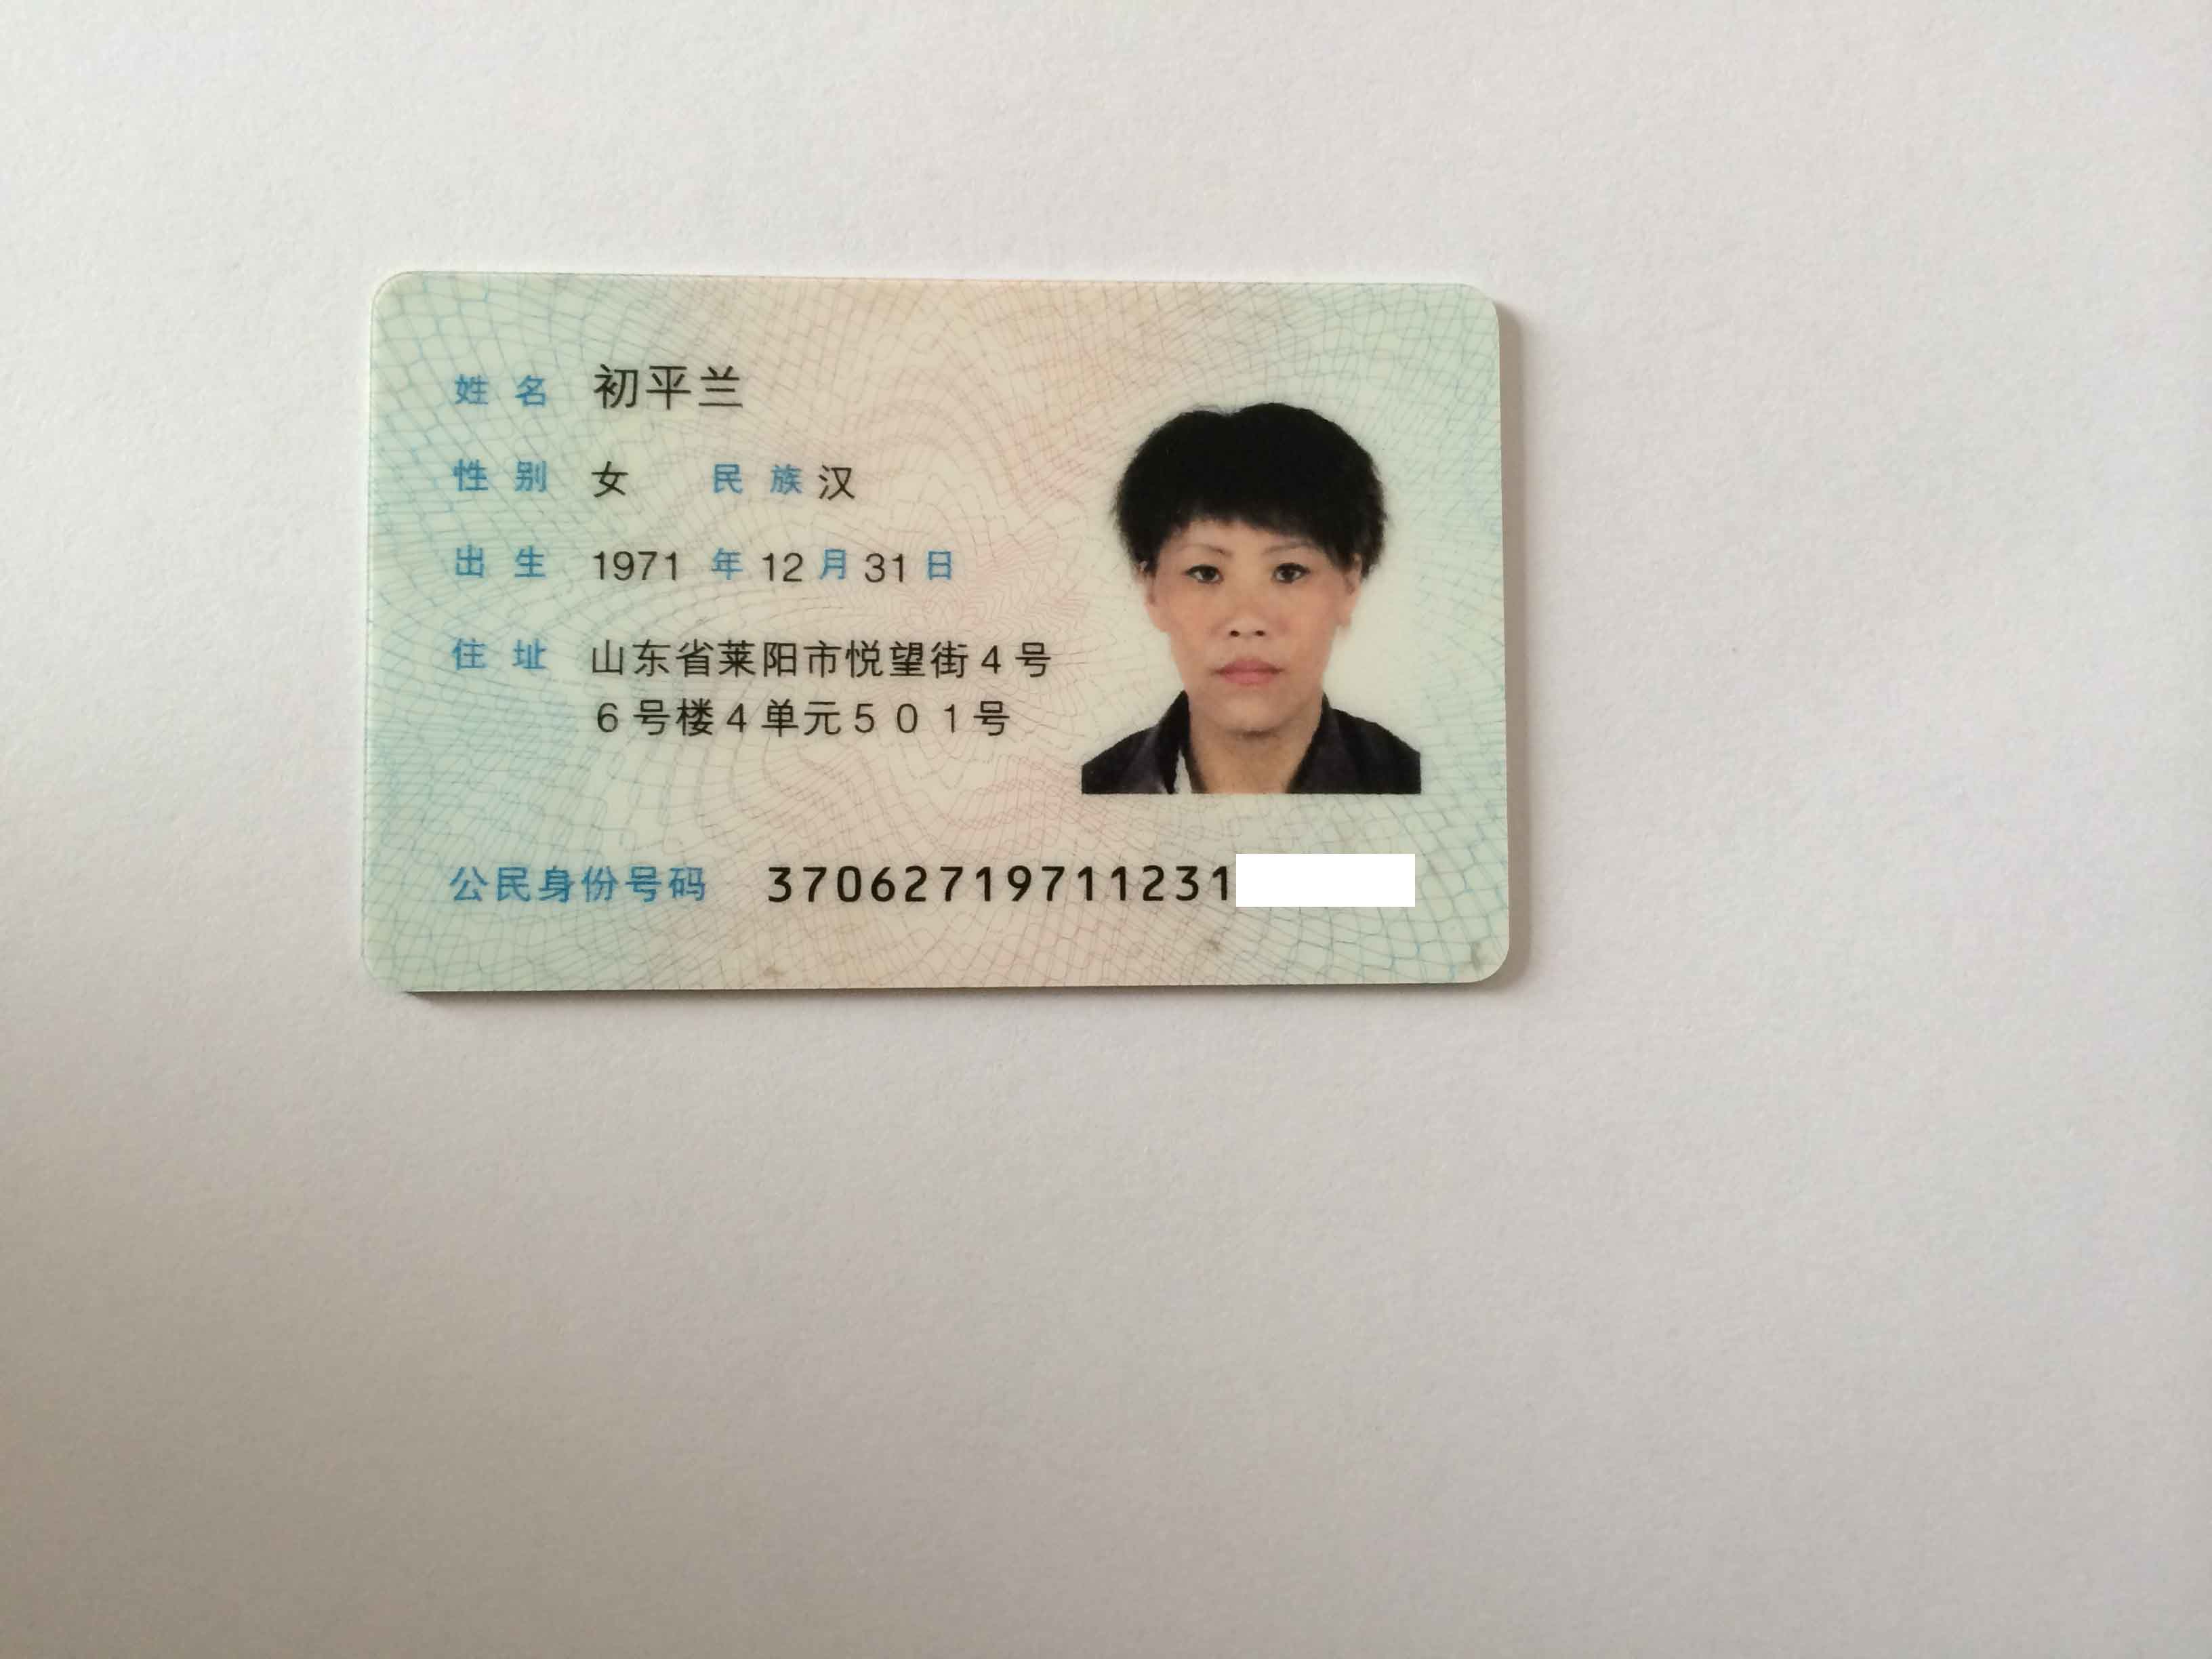 姓名 初平兰
性别 女 民族 汉
出生 1971 年 12 月 31 日
住址 山东省莱阳市悦望街4号
6号楼4单元501号
公民身份号码 37062719711231